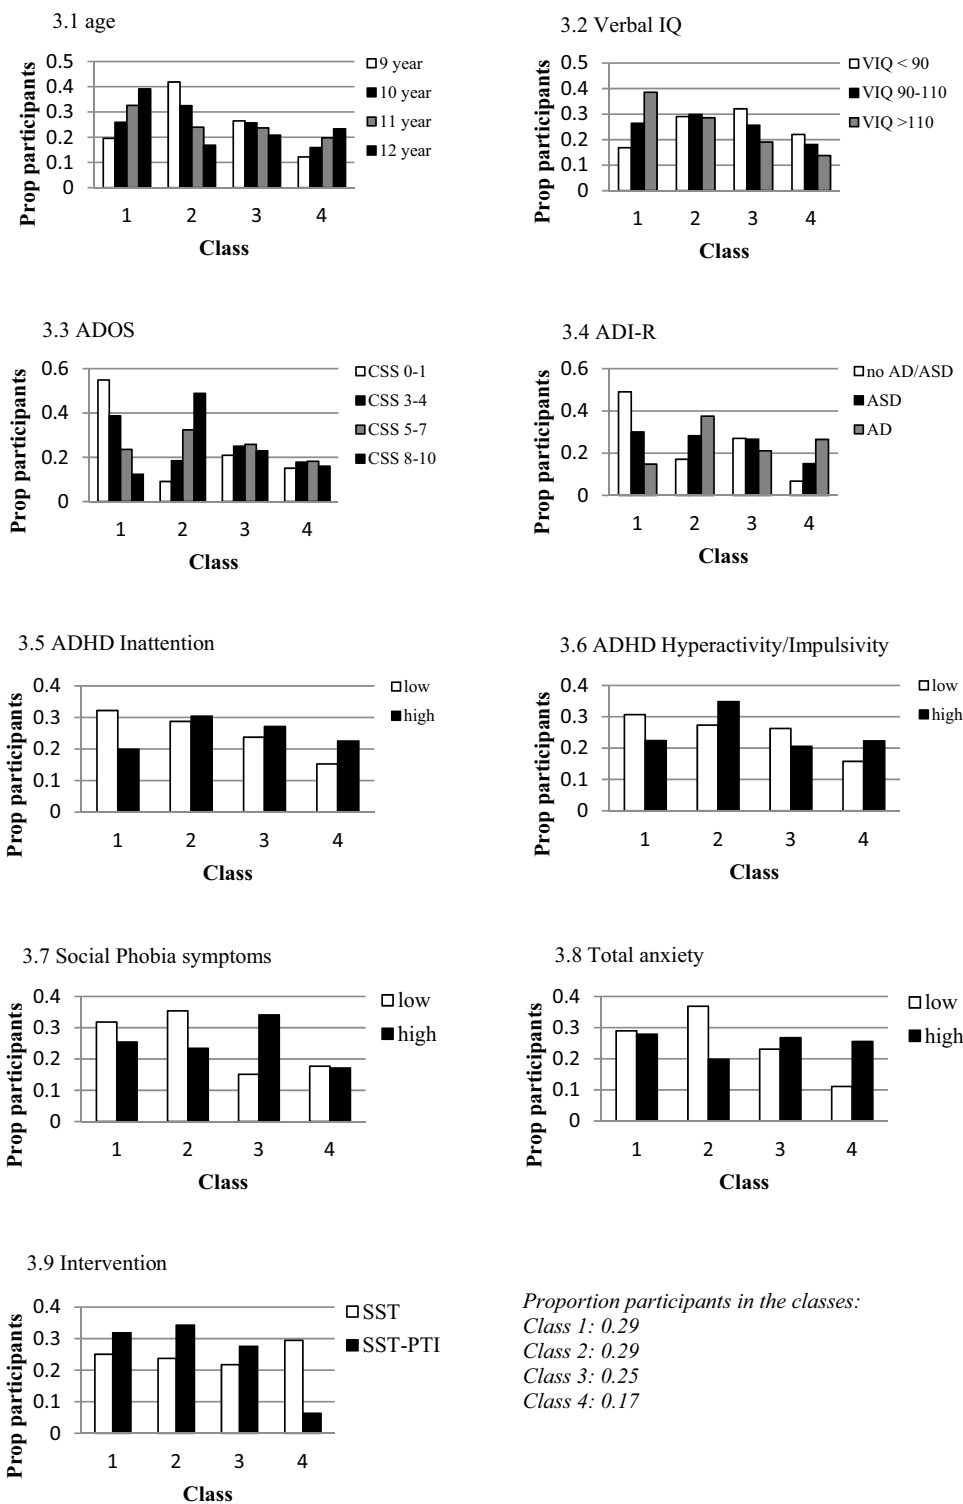 3.1 age
Prop participants
0.5
0.4
0.3
0.2
0.1
0
1 2 3 4
Class
9 year
10 year
11 year
12 year
3.2 Verbal IQ
Prop participants
0.5
0.4
0.3
0.2
0.1
0
1 2 3 4
Class
VIQ < 90
VIQ 90-110
VIQ >110
3.3 ADOS
Prop participants
0.6
0.4
0.2
0
1 2 3 4
Class
CSS 0-1
CSS 3-4
CSS 5-7
CSS 8-10
3.4 ADI-R
Prop participants
0.6
0.4
0.2
0
1 2 3 4
Class
no AD/ASD
ASD
AD
3.5 ADHD Inattention
Prop participants
0.4
0.3
0.2
0.1
0
1 2 3 4
Class
low
high
3.6 ADHD Hyperactivity/Impulsivity
Prop participants
0.4
0.3
0.2
0.1
0
1 2 3 4
Class
low
high
3.7 Social Phobia symptoms
Prop participants
0.4
0.3
0.2
0.1
0
1 2 3 4
Class
low
high
3.8 Total anxiety
Prop participants
0.4
0.3
0.2
0.1
0
1 2 3 4
Class
low
high
3.9 Intervention
Prop participants
0.4
0.3
0.2
0.1
0
1 2 3 4
Class
SST
SST-PTI
Proportion participants in the classes:
Class 1: 0.29
Class 2: 0.29
Class 3: 0.25
Class 4: 0.17